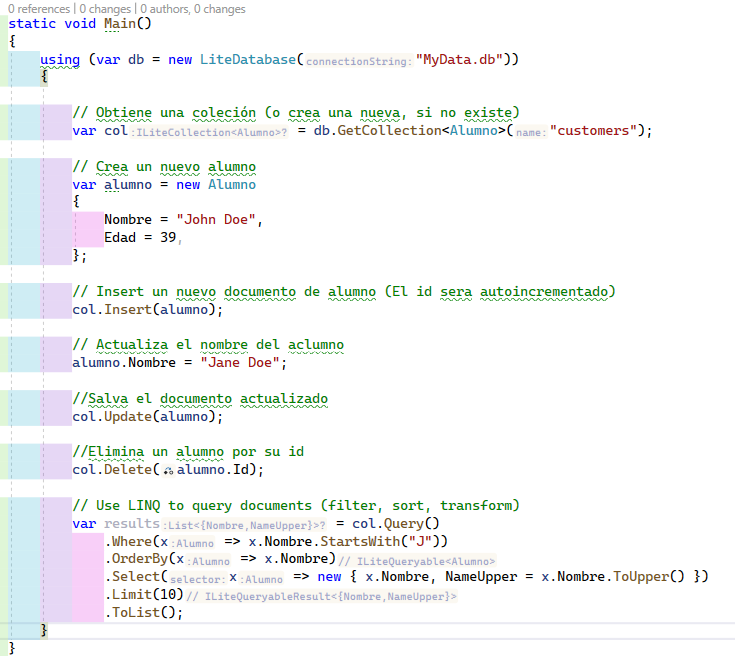 0 references | 0 changes | 0 authors, 0 changes
static void Main()
{
using (var db = new LiteDatabase(connectionString: "MyData.db"))
{
// Obtiene una coleción (o crea una nueva, si no existe)
var col:ILiteCollection<Alumno>? = db.GetCollection<Alumno>(name: "customers");
// Crea un nuevo alumno
var alumno = new Alumno
{
Nombre = "John Doe",
Edad = 39,
};
// Insert un nuevo documento de alumno (El id sera autoincrementado)
col.Insert(alumno);
// Actualiza el nombre del aclumno
alumno.Nombre = "Jane Doe";
//Salva el documento actualizado
col.Update(alumno);
//Elimina un alumno por su id
col.Delete(alumno.Id);
// Use LINQ to query documents (filter, sort, transform)
var results:List<{Nombre,NameUpper}>? = col.Query()
.Where(x:Alumno => x.Nombre.StartsWith("J"))
.OrderBy(x:Alumno => x.Nombre)// ILiteQueryable<Alumno>
.Select(selector:x:Alumno => new { x.Nombre, NameUpper = x.Nombre.ToUpper() })
.Limit(10)// ILiteQueryableResult<{Nombre,NameUpper}>
.ToList();
}
}